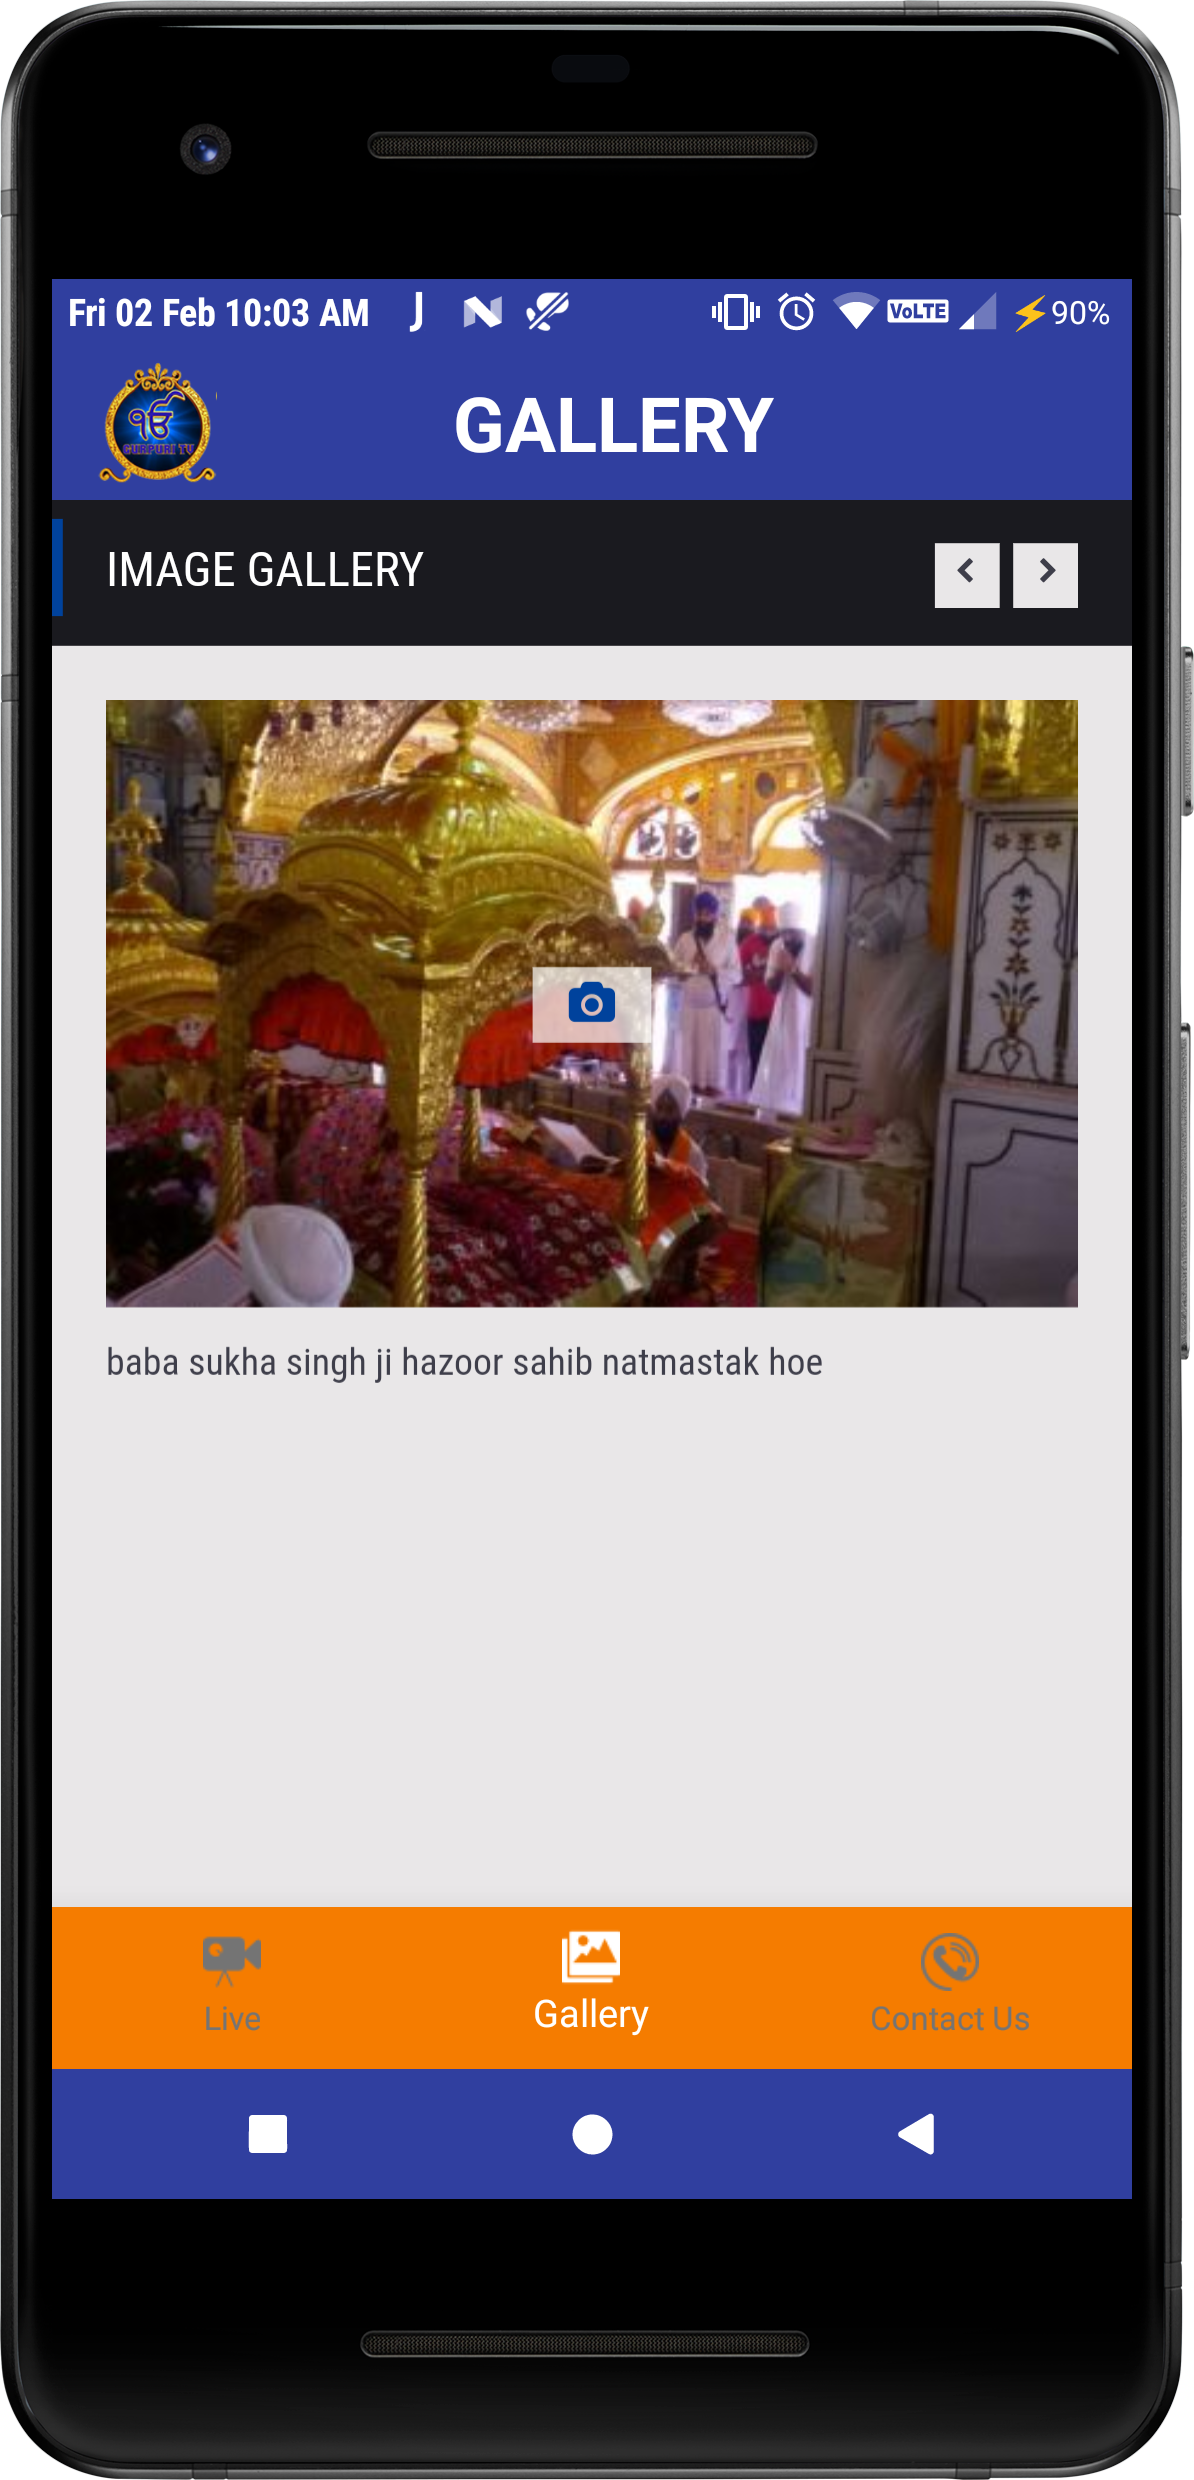 Fri 02 Feb 10:03 AM
VoLTE
90%
ੴ
GURPURI TV
GALLERY
IMAGE GALLERY
baba sukha singh ji hazoor sahib natmastak hoe
Live
Gallery
Contact Us